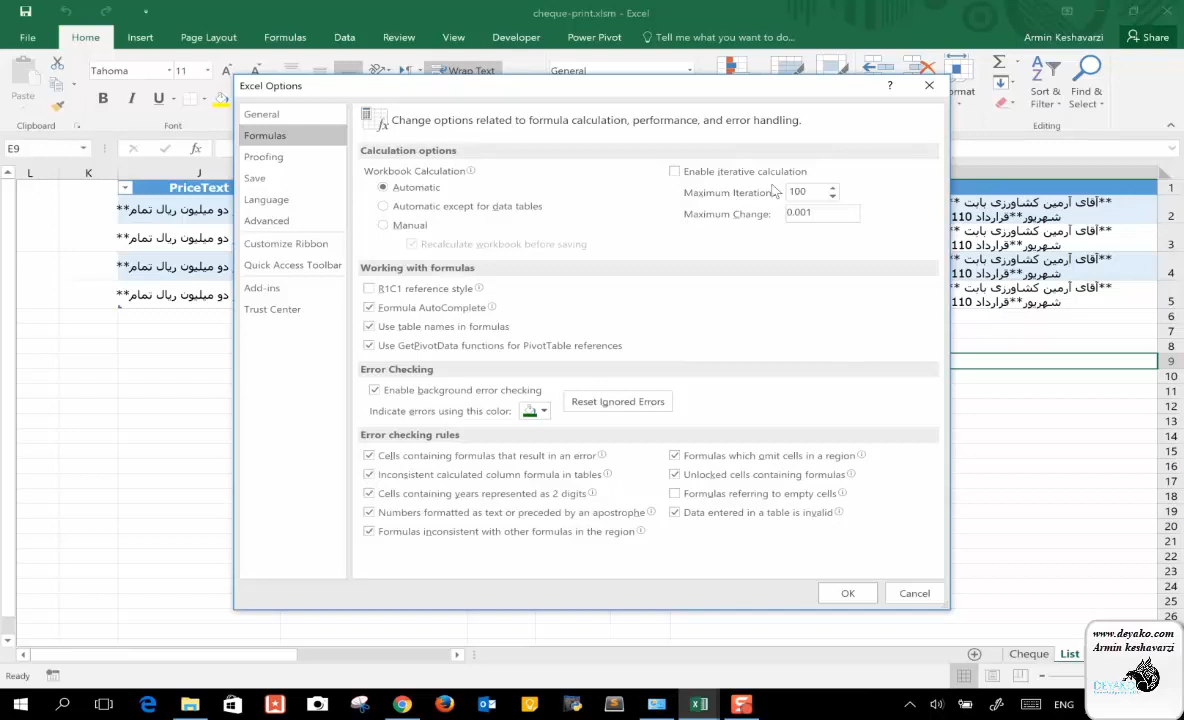 cheque-print.xlsm - Excel
File Home Insert Page Layout Formulas Data Review View Developer Power Pivot Tell me what you want to do... Armin Keshavarzi Share
Tahoma 11 Wrap Text General
Paste B I U Sort & Filter Find & Select
Clipboard Font Editing
E9 fx
L K J
PriceText
دو میلیون ریال تمام**
دو میلیون ریال تمام**
دو میلیون ریال تمام**
دو میلیون ریال تمام**
Excel Options
General
Formulas
Proofing
Save
Language
Advanced
Customize Ribbon
Quick Access Toolbar
Add-ins
Trust Center
Change options related to formula calculation, performance, and error handling.
Calculation options
Workbook Calculation
Automatic
Automatic except for data tables
Manual
Recalculate workbook before saving
Enable iterative calculation
Maximum Iterations: 100
Maximum Change: 0.001
Working with formulas
R1C1 reference style
Formula AutoComplete
Use table names in formulas
Use GetPivotData functions for PivotTable references
Error Checking
Enable background error checking
Indicate errors using this color:
Reset Ignored Errors
Error checking rules
Cells containing formulas that result in an error
Inconsistent calculated column formula in tables
Cells containing years represented as 2 digits
Numbers formatted as text or preceded by an apostrophe
Formulas inconsistent with other formulas in the region
Formulas which omit cells in a region
Unlocked cells containing formulas
Formulas referring to empty cells
Data entered in a table is invalid
OK Cancel
**آقای آرمین کشاورزی بابت **
شهریور**قرارداد 110
**آقای آرمین کشاورزی بابت **
شهریور**قرارداد 110
**آقای آرمین کشاورزی بابت **
شهریور**قرارداد 110
**آقای آرمین کشاورزی بابت **
شهریور**قرارداد 110
1
2
3
4
5
6
7
8
9
10
11
12
13
14
15
16
17
18
19
20
21
22
23
24
25
26
Cheque List
Ready
ENG
www.deyako.com
Armin keshavarzi
DEYAKO